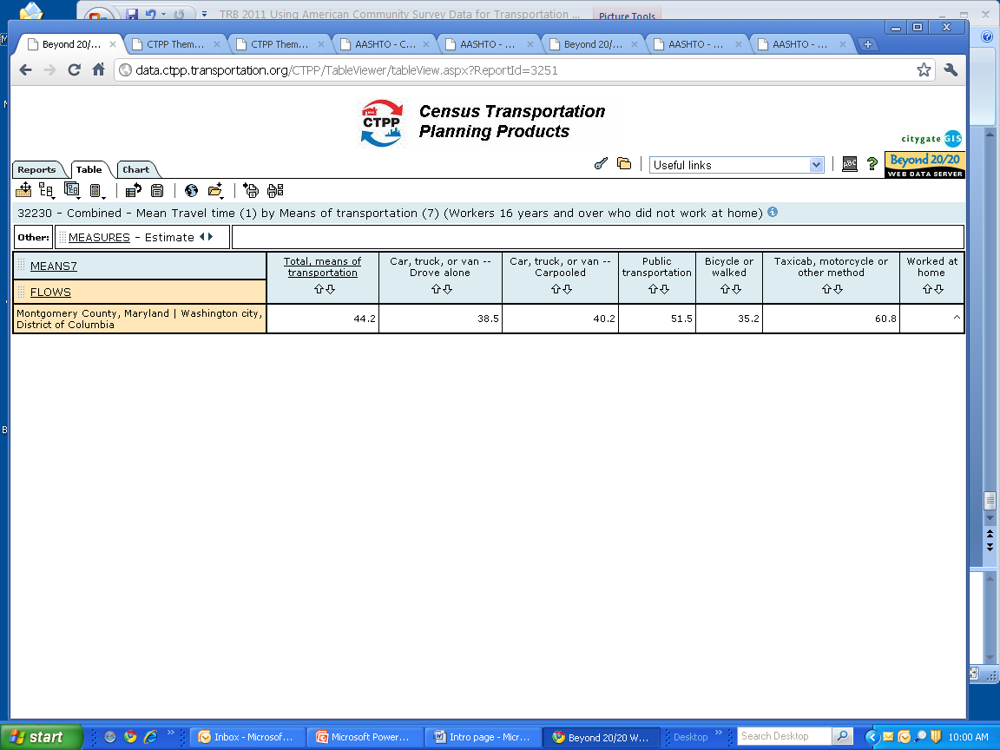 TRB 2011 Using American Community Survey Data for Transportation ...
Picture Tools
Beyond 20/...
CTPP Them...
CTPP Them...
AASHTO - C...
AASHTO - ...
Beyond 20/...
AASHTO - ...
AASHTO - ...
data.ctpp.transportation.org/CTPP/TableViewer/tableView.aspx?ReportId=3251
CTPP
Census Transportation
Planning Products
citygate GIS
Reports
Table
Chart
Useful links
ABC
?
Beyond 20/20
WEB DATA SERVER
32230 - Combined - Mean Travel time (1) by Means of transportation (7) (Workers 16 years and over who did not work at home)
Other:
MEASURES - Estimate
MEANS7
FLOWS
Total, means of
transportation
Car, truck, or van --
Drove alone
Car, truck, or van --
Carpooled
Public
transportation
Bicycle or
walked
Taxicab, motorcycle or
other method
Worked at
home
Montgomery County, Maryland | Washington city,
District of Columbia
44.2
38.5
40.2
51.5
35.2
60.8
^
start
Inbox - Microsof...
Microsoft Power...
Intro page - Micr...
Beyond 20/20 W...
Desktop
Search Desktop
10:00 AM